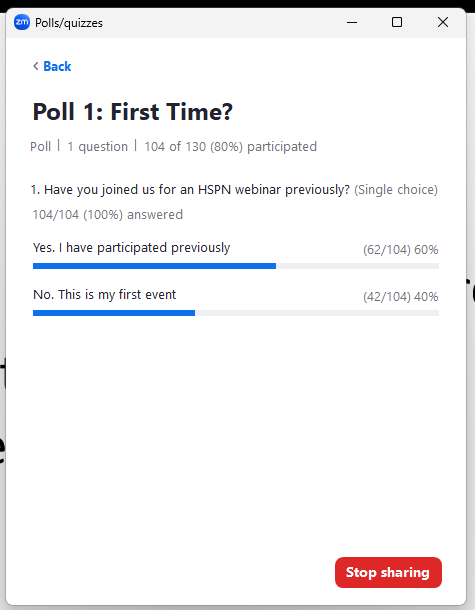 zm Polls/quizzes
Back
Poll 1: First Time?
Poll | 1 question | 104 of 130 (80%) participated
1. Have you joined us for an HSPN webinar previously? (Single choice)
104/104 (100%) answered
Yes. I have participated previously (62/104) 60%
No. This is my first event (42/104) 40%
Stop sharing